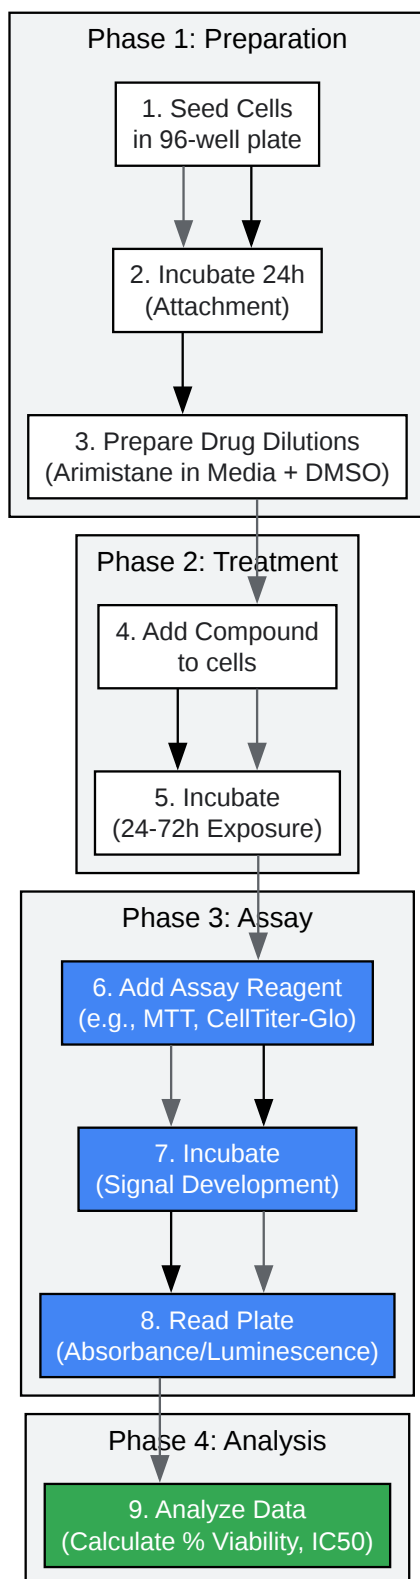 Phase 1: Preparation
1. Seed Cells
in 96-well plate
2. Incubate 24h
(Attachment)
3. Prepare Drug Dilutions
(Arimistane in Media + DMSO)
Phase 2: Treatment
4. Add Compound
to cells
5. Incubate
(24-72h Exposure)
Phase 3: Assay
6. Add Assay Reagent
(e.g., MTT, CellTiter-Glo)
7. Incubate
(Signal Development)
8. Read Plate
(Absorbance/Luminescence)
Phase 4: Analysis
9. Analyze Data
(Calculate % Viability, IC50)